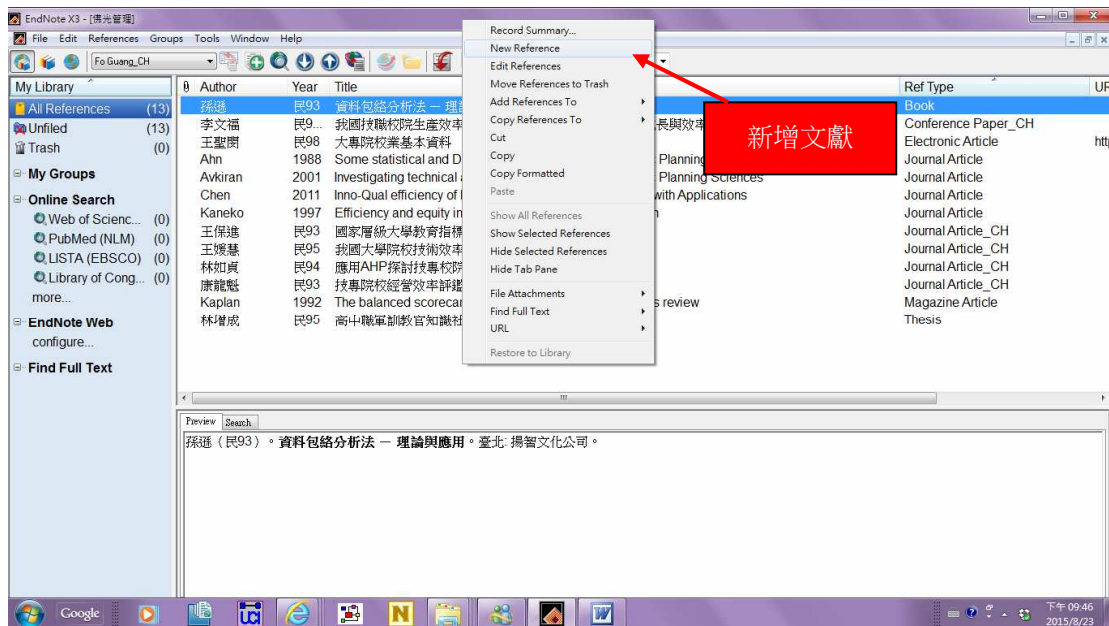 EndNote X3 - [佛光管理]
File Edit References Groups Tools Window Help
Fo Guang_CH
My Library
All References (13)
Unfiled (13)
Trash (0)
My Groups
Online Search
Web of Scienc... (0)
PubMed (NLM) (0)
LISTA (EBSCO) (0)
Library of Cong... (0)
more...
EndNote Web
configure...
Find Full Text
Author Year Title Ref Type UR
孫遜 民93 資料包絡分析法 — 理 Book
李文福 民9... 我國技職校院生產效率 長與效率 Conference Paper_CH
王聖閔 民98 大專院校業基本資料 Electronic Article htt
Ahn 1988 Some statistical and D Planning Journal Article
Avkiran 2001 Investigating technical Planning Sciences Journal Article
Chen 2011 Inno-Qual efficiency of with Applications Journal Article
Kaneko 1997 Efficiency and equity in Journal Article
王保進 民93 國家層級大學教育指標 Journal Article_CH
王媛慧 民95 我國大學院校技術效率 Journal Article_CH
林如貞 民94 應用AHP探討技專校院 Journal Article_CH
康龍魁 民93 技專院校經營效率評鑑 Journal Article_CH
Kaplan 1992 The balanced scorecar s review Magazine Article
林增成 民95 高中職軍訓教官知識社 Thesis
Record Summary...
New Reference
Edit References
Move References to Trash
Add References To
Copy References To
Cut
Copy
Copy Formatted
Paste
Show All References
Show Selected References
Hide Selected References
Hide Tab Pane
File Attachments
Find Full Text
URL
Restore to Library
新增文獻
Preview Search
孫遜（民93）。資料包絡分析法 — 理論與應用。臺北: 揚智文化公司。
Google
下午 09:46
2015/8/23